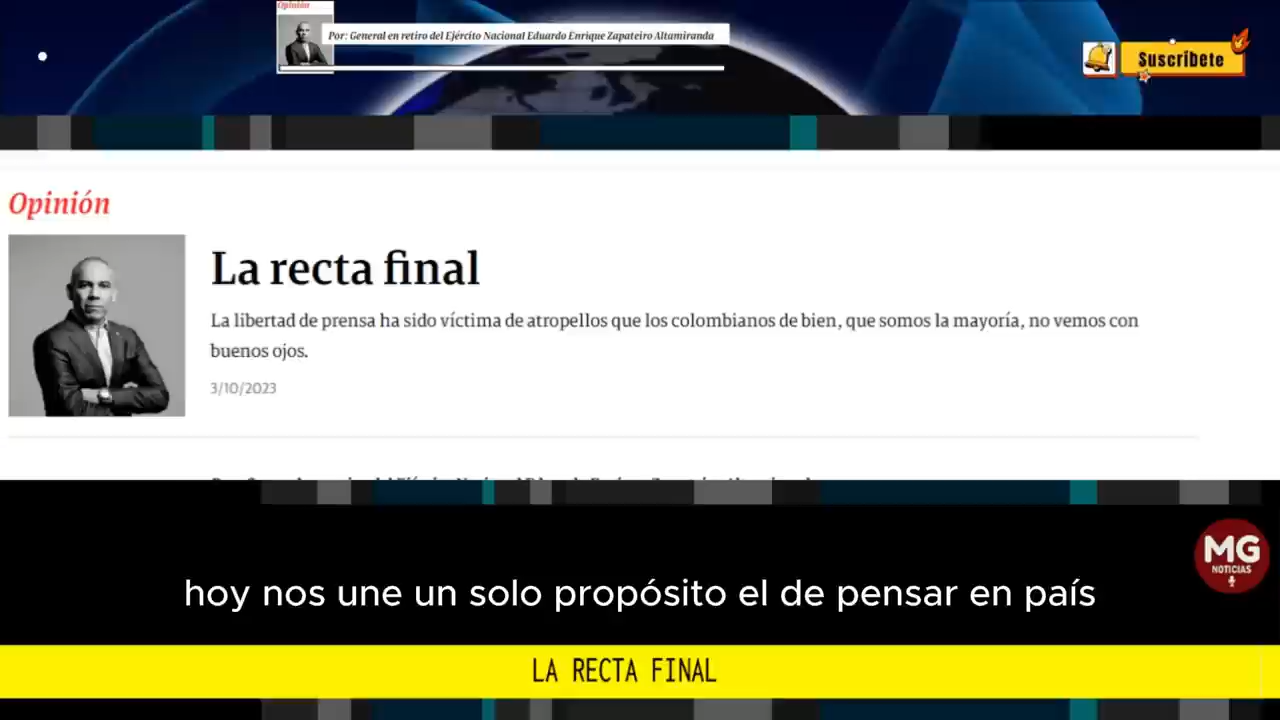 Opinión
Por: General en retiro del Ejército Nacional Eduardo Enrique Zapateiro Altamiranda
Suscríbete
Opinión
La recta final
La libertad de prensa ha sido víctima de atropellos que los colombianos de bien, que somos la mayoría, no vemos con
buenos ojos.
3/10/2023
MG
NOTICIAS
hoy nos une un solo propósito el de pensar en país
LA RECTA FINAL